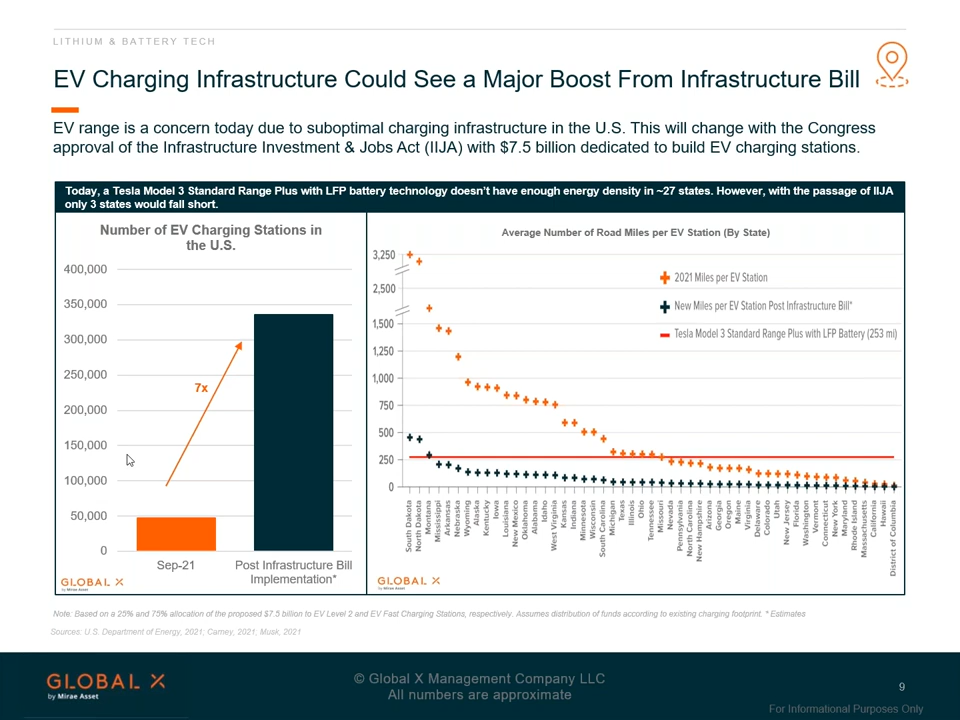 LITHIUM & BATTERY TECH
EV Charging Infrastructure Could See a Major Boost From Infrastructure Bill
EV range is a concern today due to suboptimal charging infrastructure in the U.S. This will change with the Congress
approval of the Infrastructure Investment & Jobs Act (IIJA) with $7.5 billion dedicated to build EV charging stations.
Today, a Tesla Model 3 Standard Range Plus with LFP battery technology doesn't have enough energy density in ~27 states. However, with the passage of IIJA
only 3 states would fall short.
Number of EV Charging Stations in
the U.S.
400,000
350,000
300,000
250,000
200,000
150,000
100,000
50,000
0
7x
Sep-21
Post Infrastructure Bill
Implementation*
GLOBAL X
by Mirae Asset
Average Number of Road Miles per EV Station (By State)
3,250
2,500
1,500
1,250
1,000
750
500
250
0
2021 Miles per EV Station
New Miles per EV Station Post Infrastructure Bill*
Tesla Model 3 Standard Range Plus with LFP Battery (253 mi)
South Dakota
North Dakota
Montana
Mississippi
Arkansas
Nebraska
Wyoming
Alaska
Kentucky
Iowa
Louisiana
New Mexico
Oklahoma
Alabama
Idaho
West Virginia
Kansas
Indiana
Minnesota
Wisconsin
South Carolina
Michigan
Texas
Illinois
Ohio
Tennessee
Missouri
Nevada
Pennsylvania
North Carolina
New Hampshire
Arizona
Georgia
Oregon
Maine
Virginia
Delaware
Colorado
Utah
New Jersey
Florida
Washington
Vermont
Connecticut
New York
Maryland
Rhode Island
Massachusetts
California
Hawaii
District of Columbia
GLOBAL X
by Mirae Asset
Note: Based on a 25% and 75% allocation of the proposed $7.5 billion to EV Level 2 and EV Fast Charging Stations, respectively. Assumes distribution of funds according to existing charging footprint. * Estimates
Sources: U.S. Department of Energy, 2021; Carney, 2021; Musk, 2021
GLOBAL X
by Mirae Asset
© Global X Management Company LLC
All numbers are approximate
9
For Informational Purposes Only